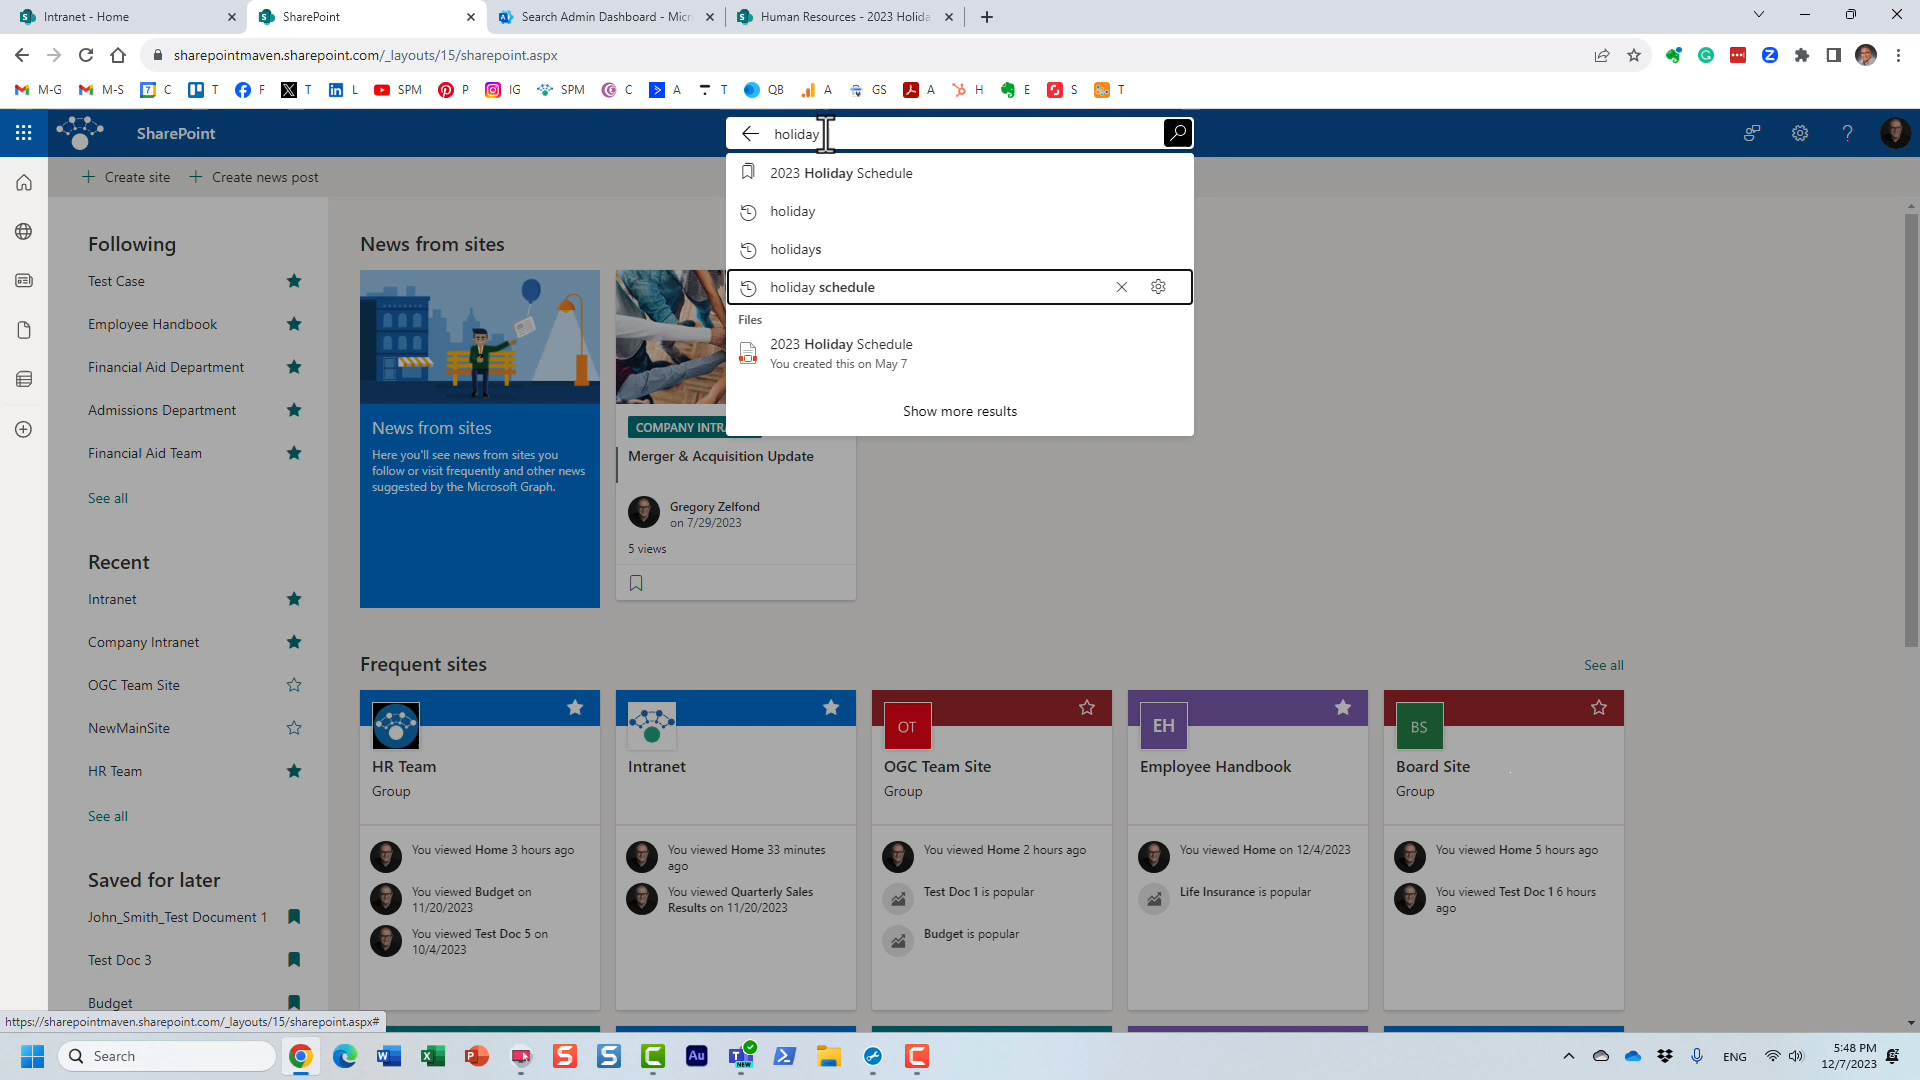 Intranet - Home
SharePoint
Search Admin Dashboard - Micr
Human Resources - 2023 Holida
sharepointmaven.sharepoint.com/_layouts/15/sharepoint.aspx
M-G
M-S
C
T
F
T
L
SPM
P
IG
SPM
C
A
T
QB
A
GS
A
H
E
S
T
SharePoint
holiday
+ Create site
+ Create news post
2023 Holiday Schedule
holiday
holidays
holiday schedule
Files
2023 Holiday Schedule
You created this on May 7
Show more results
Following
Test Case
Employee Handbook
Financial Aid Department
Admissions Department
Financial Aid Team
See all
Recent
Intranet
Company Intranet
OGC Team Site
NewMainSite
HR Team
See all
Saved for later
John_Smith_Test Document 1
Test Doc 3
Budget
News from sites
News from sites
Here you'll see news from sites you
follow or visit frequently and other news
suggested by the Microsoft Graph.
COMPANY INTRA
Merger & Acquisition Update
Gregory Zelfond
on 7/29/2023
5 views
Frequent sites
See all
HR Team
Group
You viewed Home 3 hours ago
You viewed Budget on
11/20/2023
You viewed Test Doc 5 on
10/4/2023
Intranet
You viewed Home 33 minutes
ago
You viewed Quarterly Sales
Results on 11/20/2023
OT
OGC Team Site
Group
You viewed Home 2 hours ago
Test Doc 1 is popular
Budget is popular
EH
Employee Handbook
You viewed Home on 12/4/2023
Life Insurance is popular
BS
Board Site
Group
You viewed Home 5 hours ago
You viewed Test Doc 1 6 hours
ago
https://sharepointmaven.sharepoint.com/_layouts/15/sharepoint.aspx#
Search
Au
NEW
ENG
5:48 PM
12/7/2023